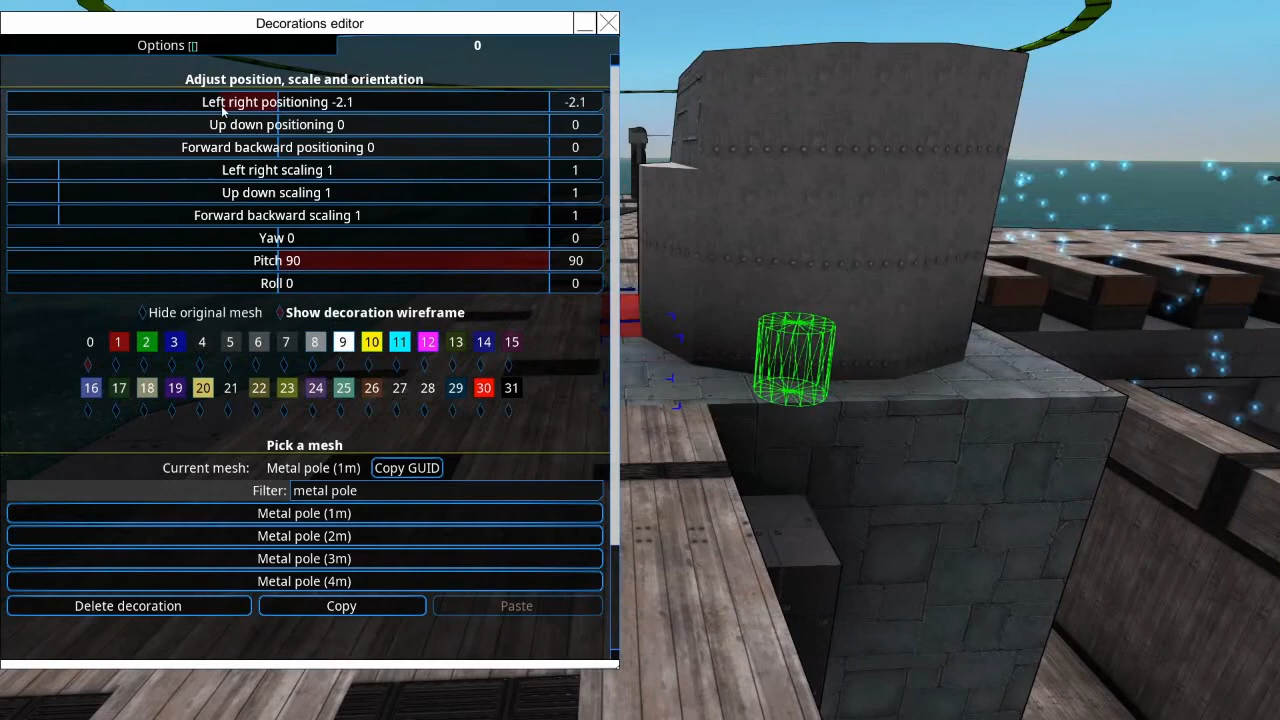 Decorations editor
Options [[]
0
Adjust position, scale and orientation
Left right positioning -2.1 -2.1
Up down positioning 0 0
Forward backward positioning 0 0
Left right scaling 1 1
Up down scaling 1 1
Forward backward scaling 1 1
Yaw 0 0
Pitch 90 90
Roll 0 0
Hide original mesh Show decoration wireframe
0 1 2 3 4 5 6 7 8 9 10 11 12 13 14 15
16 17 18 19 20 21 22 23 24 25 26 27 28 29 30 31
Pick a mesh
Current mesh: Metal pole (1m) Copy GUID
Filter: metal pole
Metal pole (1m)
Metal pole (2m)
Metal pole (3m)
Metal pole (4m)
Delete decoration Copy Paste